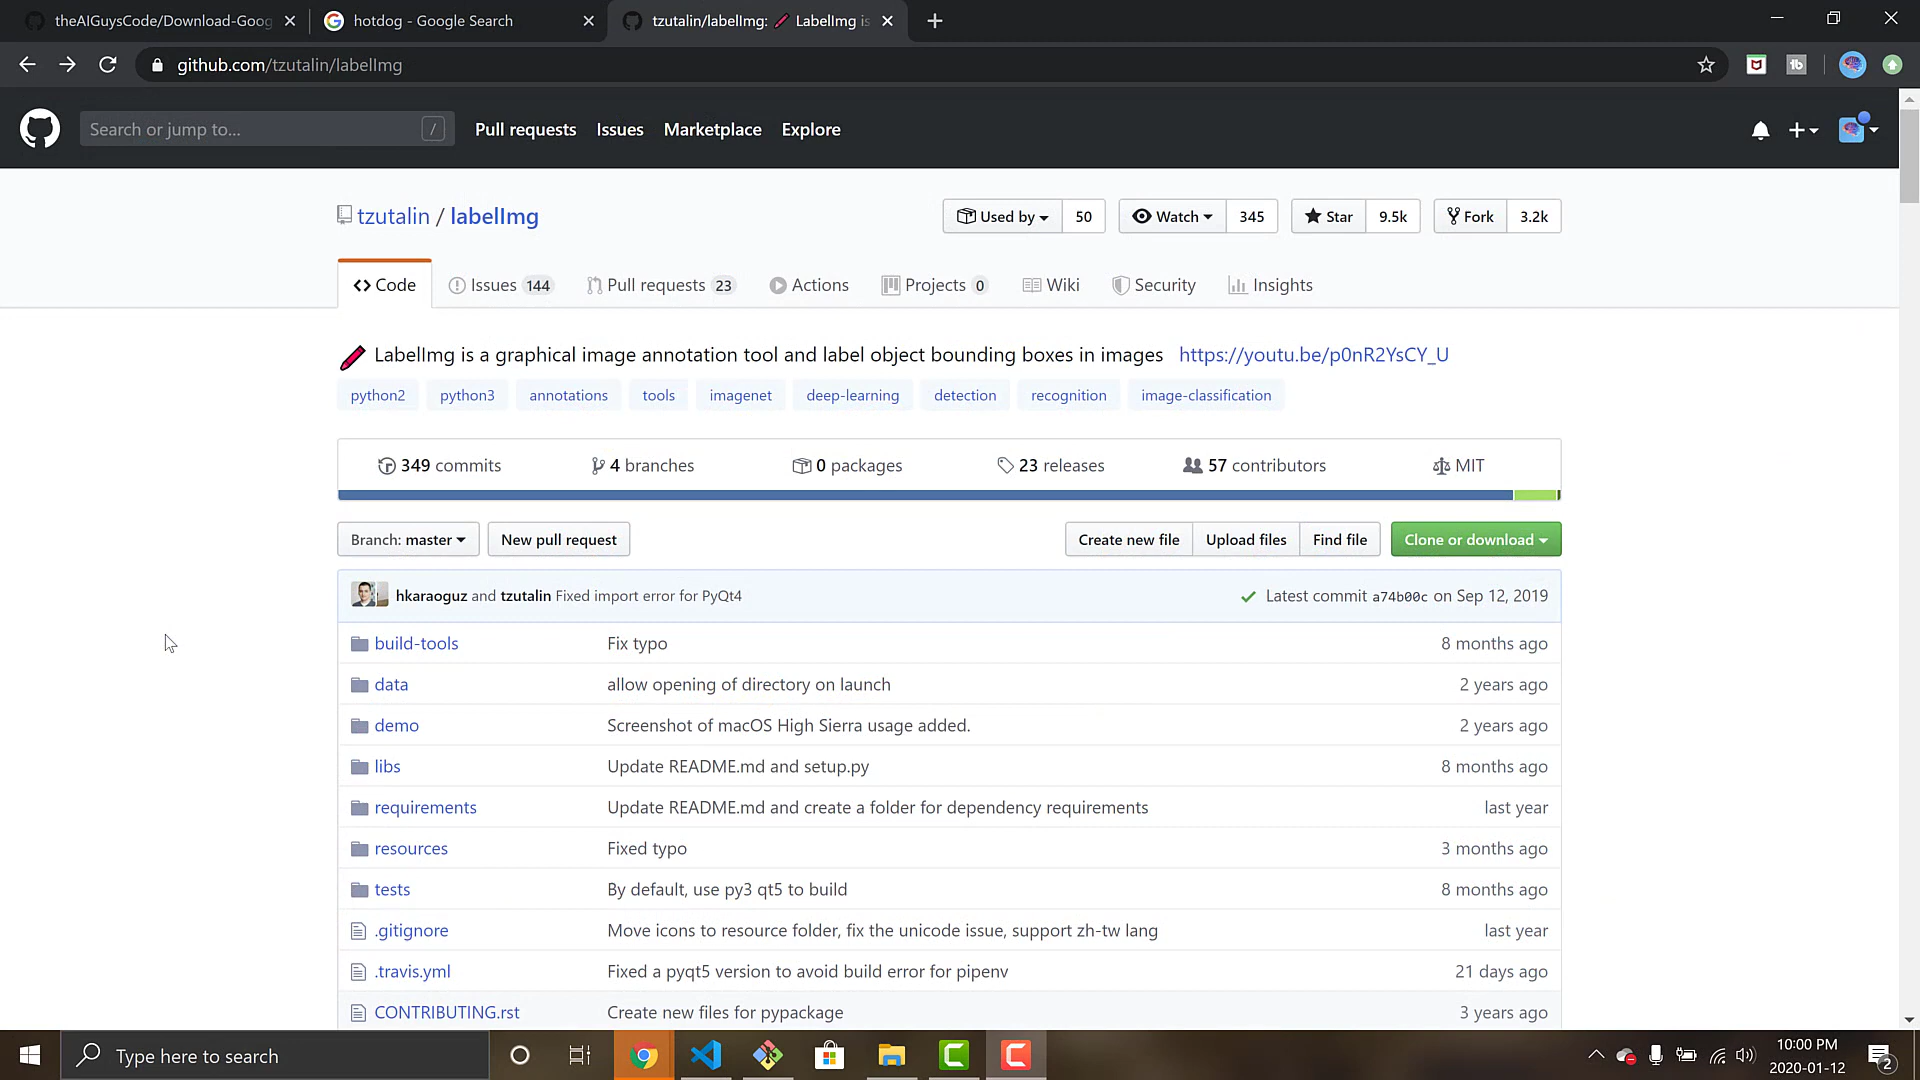 theAIGuysCode/Download-Goog
hotdog - Google Search
tzutalin/labelImg: LabelImg is
github.com/tzutalin/labelImg
Search or jump to... /
Pull requests Issues Marketplace Explore
tzutalin / labelImg
Used by 50 Watch 345 Star 9.5k Fork 3.2k
Code Issues 144 Pull requests 23 Actions Projects 0 Wiki Security Insights
LabelImg is a graphical image annotation tool and label object bounding boxes in images https://youtu.be/p0nR2YsCY_U
python2 python3 annotations tools imagenet deep-learning detection recognition image-classification
349 commits 4 branches 0 packages 23 releases 57 contributors MIT
Branch: master New pull request Create new file Upload files Find file Clone or download
hkaraoguz and tzutalin Fixed import error for PyQt4 Latest commit a74b00c on Sep 12, 2019
build-tools Fix typo 8 months ago
data allow opening of directory on launch 2 years ago
demo Screenshot of macOS High Sierra usage added. 2 years ago
libs Update README.md and setup.py 8 months ago
requirements Update README.md and create a folder for dependency requirements last year
resources Fixed typo 3 months ago
tests By default, use py3 qt5 to build 8 months ago
.gitignore Move icons to resource folder, fix the unicode issue, support zh-tw lang last year
.travis.yml Fixed a pyqt5 version to avoid build error for pipenv 21 days ago
CONTRIBUTING.rst Create new files for pypackage 3 years ago
Type here to search
10:00 PM
2020-01-12
2